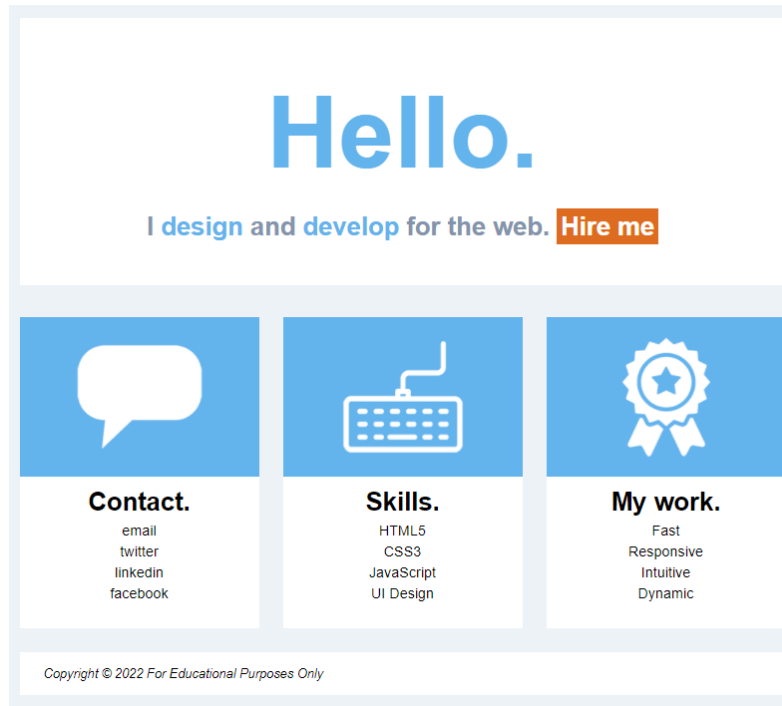 Hello.
I design and develop for the web. Hire me
Contact.
email
twitter
linkedin
facebook
Skills.
HTML5
CSS3
JavaScript
UI Design
My work.
Fast
Responsive
Intuitive
Dynamic
Copyright © 2022 For Educational Purposes Only